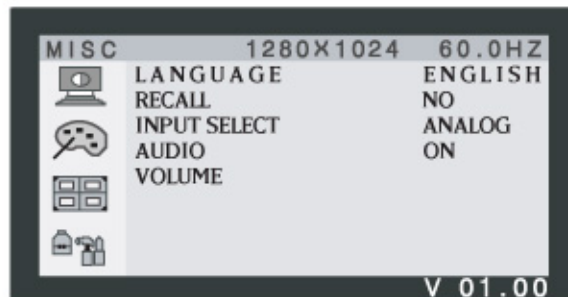 MISC 1280X1024 60.0HZ
LANGUAGE ENGLISH
RECALL NO
INPUT SELECT ANALOG
AUDIO ON
VOLUME
V 01.00